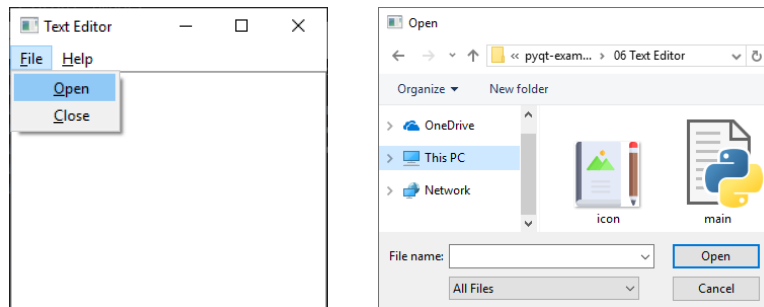 Text Editor
File Help
Open
Close
Open
« pyqt-exam... › 06 Text Editor
Organize New folder
OneDrive
This PC
Network
icon main
File name: Open
All Files Cancel